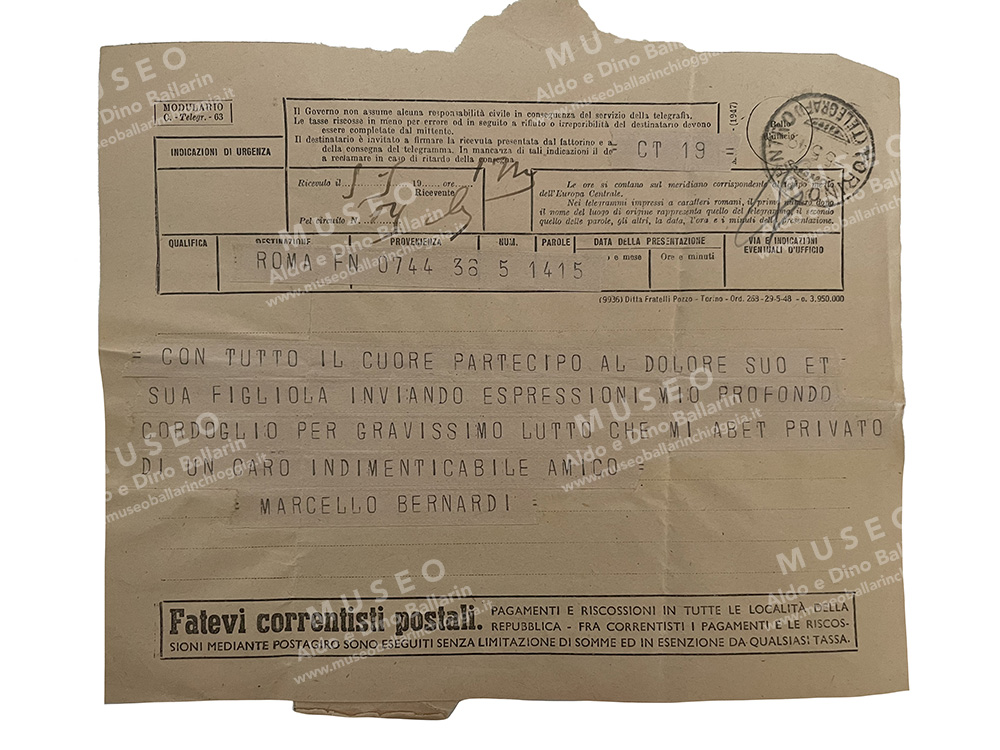 MODULARIO
C. - Telegr. - 63
INDICAZIONI DI URGENZA
Il Governo non assume alcuna responsabilità civile in conseguenza del servizio della telegrafia.
Le tasse riscosse in meno per errore od in seguito a rifiuto o irreperibilità del destinatario devono
essere completate dal mittente.
Il destinatario è invitato a firmare la ricevuta presentata dal fattorino e a
della consegna del telegramma. In mancanza di tali indicazioni il de
a reclamare in caso di ritardo della
CT 19
(1947)
Bollo
Ricevuto il 19 ore
Ricevente
Pel circuito N.
Le ore si contano sul meridiano corrispondente al tempo medio
dell'Europa Centrale.
Nei telegrammi impressi a caratteri romani, il primo numero dopo
il nome del luogo di origine rappresenta quello del telegramma, il secondo
quello delle parole, gli altri, la data, l'ora e i minuti della presentazione.
TORINO
TELEGRAFO
QUALIFICA DESTINAZIONE PROVENIENZA NUM. PAROLE DATA DELLA PRESENTAZIONE VIA E INDICAZIONI
EVENTUALI D'UFFICIO
e mese Ore e minuti
ROMA FN 0744 36 5 1415
(9936) Ditta Fratelli Pozzo - Torino - Ord. 268 - 29-5-48 - c. 3.950.000
= CON TUTTO IL CUORE PARTECIPO AL DOLORE SUO ET =
SUA FIGLIOLA INVIANDO ESPRESSIONI MIO PROFONDO
CORDOGLIO PER GRAVISSIMO LUTTO CHE MI ABET PRIVATO
DI UN CARO INDIMENTICABILE AMICO =
= MARCELLO BERNARDI =
Fatevi correntisti postali. PAGAMENTI E RISCOSSIONI IN TUTTE LE LOCALITÀ DELLA
REPUBBLICA - FRA CORRENTISTI I PAGAMENTI E LE RISCOS-
SIONI MEDIANTE POSTAGIRO SONO ESEGUITI SENZA LIMITAZIONE DI SOMME ED IN ESENZIONE DA QUALSIASI TASSA.
MUSEO
Aldo e Dino Ballarin
www.museoballarinchioggia.it